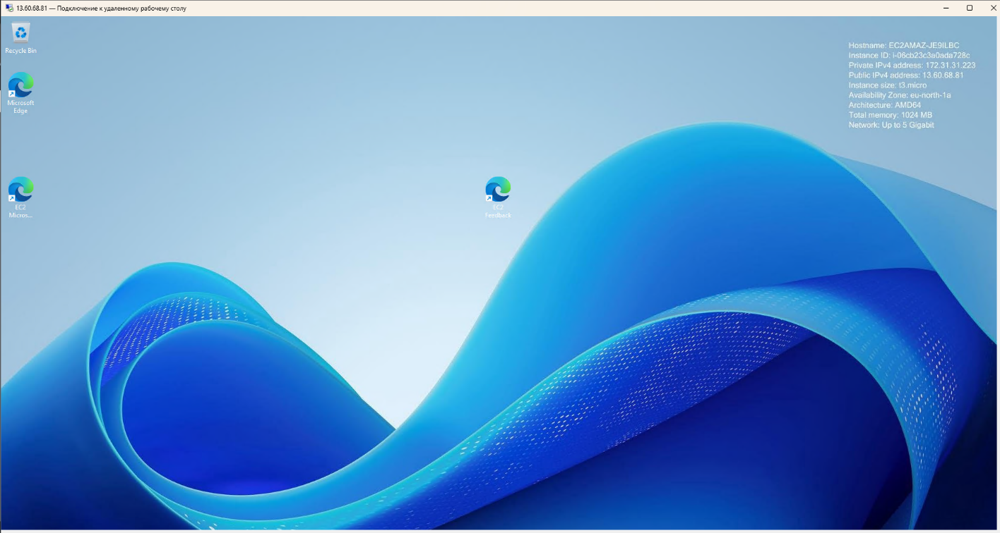 13.60.68.81 — Подключение к удаленному рабочему столу
Recycle Bin
Microsoft
Edge
EC2
Micros...
EC2
Feedback
Hostname: EC2AMAZ-JE9ILBC
Instance ID: i-06cb23c3a0ada728c
Private IPv4 address: 172.31.31.223
Public IPv4 address: 13.60.68.81
Instance size: t3.micro
Availability Zone: eu-north-1a
Architecture: AMD64
Total memory: 1024 MB
Network: Up to 5 Gigabit